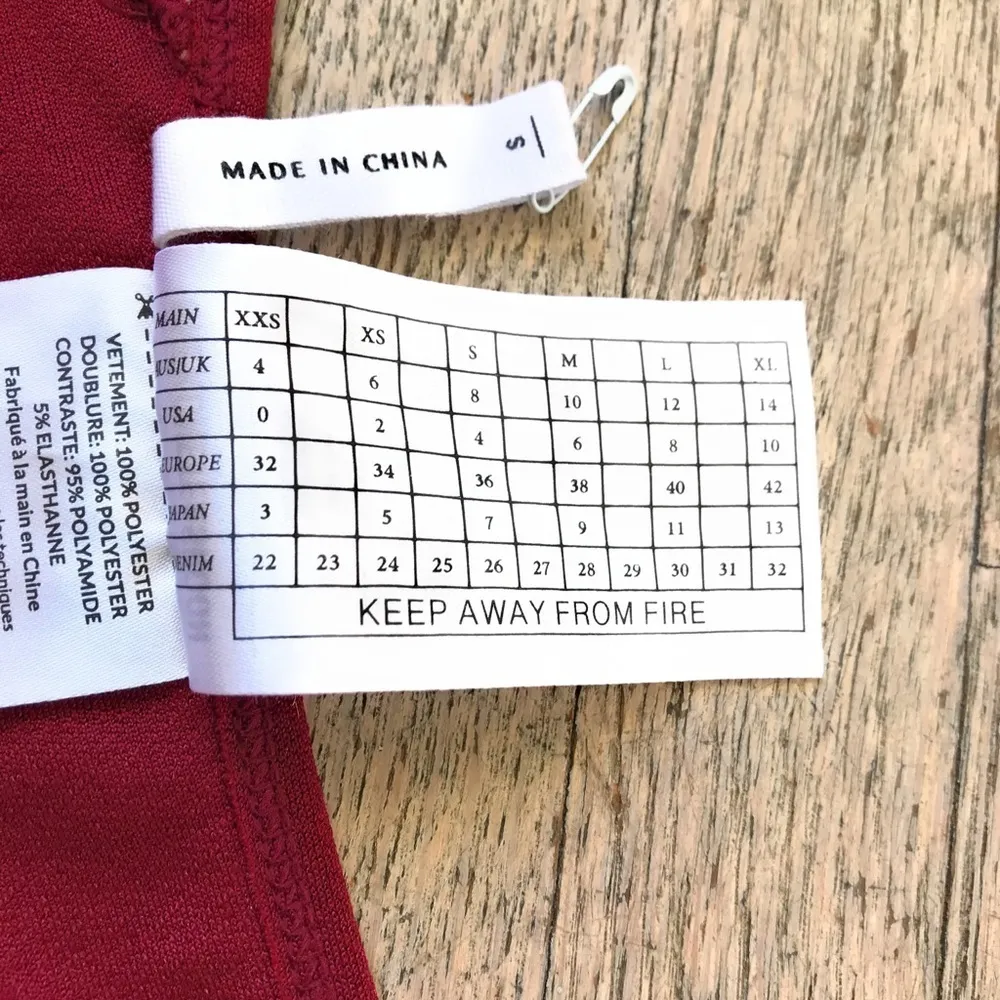 MADE IN CHINA
S
MAIN XXS XS S M L XL
AUS/UK 4 6 8 10 12 14
USA 0 2 4 6 8 10
EUROPE 32 34 36 38 40 42
JAPAN 3 5 7 9 11 13
DENIM 22 23 24 25 26 27 28 29 30 31 32
KEEP AWAY FROM FIRE
VETEMENT: 100% POLYESTER
DOUBLURE: 100% POLYESTER
CONTRASTE: 95% POLYAMIDE
5% ELASTHANNE
Fabriqué à la main en Chine
techniques